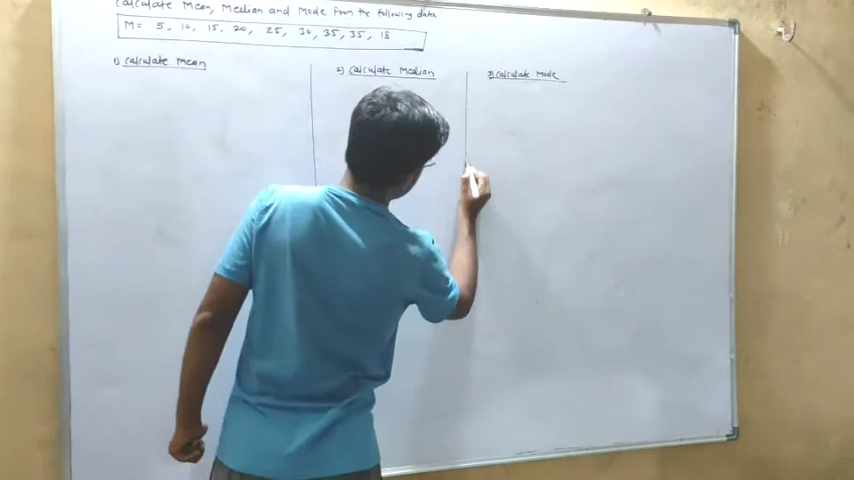 Calculate Mean, Median and Mode from the following data
M = 5, 10, 15, 20, 25, 30, 35, 35, 18
1) Calculate Mean
2) Calculate Median
3) Calculate Mode